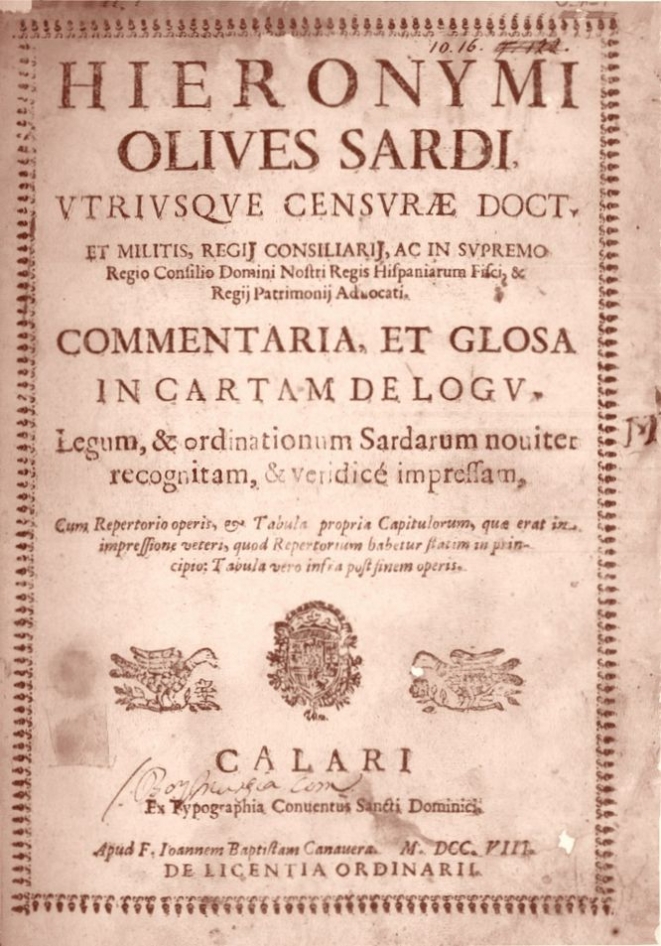 10. 16.
HIERONYMI
OLIVES SARDI,
VTRIVSQVE CENSVRÆ DOCT,
ET MILITIS, REGIJ CONSILIARIJ, AC IN SVPREMO
Regio Consilio Domini Nostri Regis Hispaniarum Fisci, &
Regij Patrimonij Aduocati.
COMMENTARIA, ET GLOSA
IN CARTAM DE LOGV,
Legum, & ordinationum Sardarum nouiter
recognitam, & veridicé impressam,
Cum Repertorio operis, & Tabula propria Capitulorum, quæ erat in
impressione veteri, quod Repertorium habetur statim in prin-
cipio: Tabula vero infra post finem operis.
CALARI
Ex Typographia Conuentus Sancti Dominici.
Apud F. Ioannem Baptistam Canauera. M. DCC. VIII.
DE LICENTIA ORDINARII.